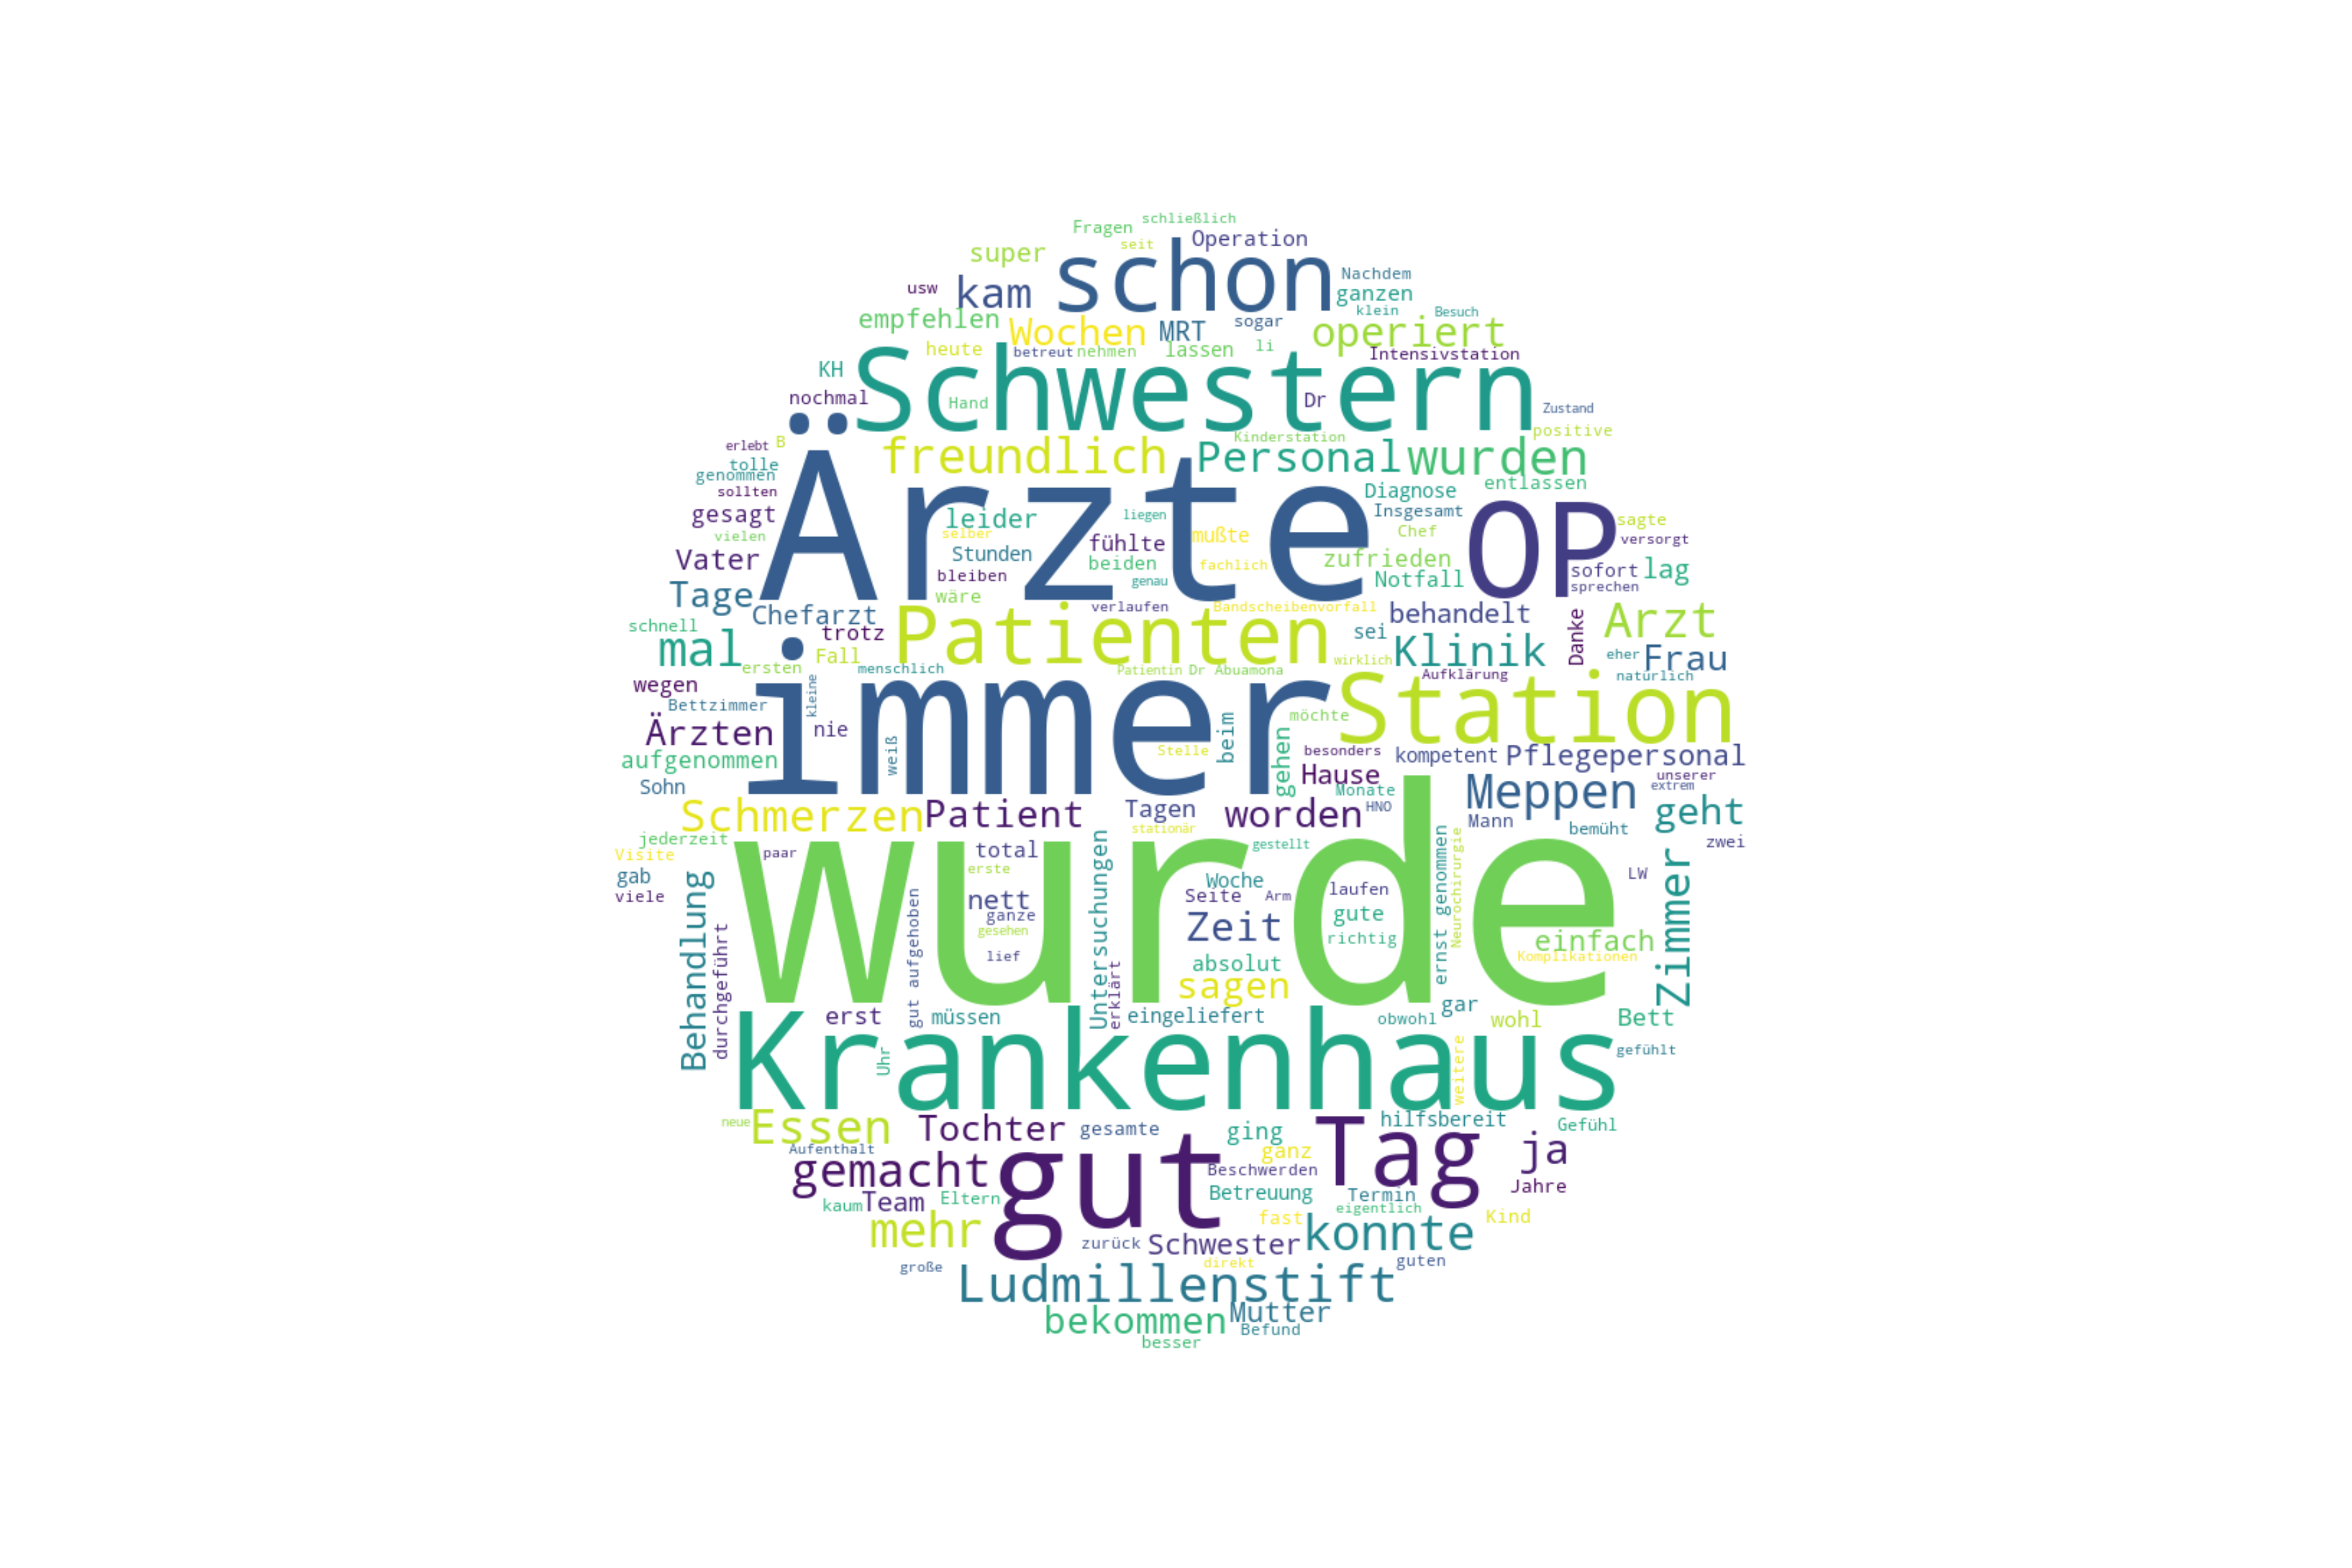 schließlich
Fragen
seit
Operation
super
schon
Nachdem
usw
kam
ganzen
klein
Besuch
empfehlen
Wochen
MRT
sogar
operiert
heute
betreut
nehmen
lassen
li
Intensivstation
KH
Schwestern
nochmal
Hand
Dr
Zustand
erlebt
B
freundlich
Kinderstation
Personal
wurden
positive
tolle
genommen
sollten
Diagnose
entlassen
gesagt
Ärzte
leider
liegen
Insgesamt
OP
sagte
vielen
selber
mußte
Chef
versorgt
Vater
Stunden
fühlte
beiden
fachlich
zufrieden
bleiben
genau
Notfall
sofort
lag
sprechen
Tage
wäre
Chefarzt
verlaufen
Bandscheibenvorfall
behandelt
Danke
Arzt
schnell
trotz
Patienten
sei
Klinik
mal
Fall
wirklich
eher
Frau
ersten
menschlich
Patientin
Dr Abuamona
Aufklärung
natürlich
wegen
immer
Station
Bettzimmer
kleine
möchte
Ärzten
nie
weiß
Stelle
beim
gehen
besonders
kompetent
Pflegepersonal
aufgenommen
Hause
unserer
Sohn
Monate
Meppen
extrem
Schmerzen
Patient
Tagen
worden
HNO
Mann
geht
stationär
bemüht
jederzeit
gestellt
zwei
Visite
paar
total
Untersuchungen
wurde
gab
erste
Woche
LW
viele
Behandlung
nett
Seite
Arm
laufen
ernst genommen
Neurochirurgie
Zimmer
ganze
gute
durchgeführt
gut aufgehoben
gesehen
Zeit
richtig
einfach
lief
absolut
Komplikationen
erklärt
sagen
erst
müssen
eingeliefert
obwohl
gar
wohl
Bett
Krankenhaus
Uhr
weitere
gefühlt
neue
Essen
Tochter
gesamte
ging
Tag
hilfsbereit
Gefühl
Aufenthalt
ganz
ja
gemacht
gut
Beschwerden
kaum
Team
Eltern
Betreuung
Termin
Jahre
eigentlich
mehr
fast
konnte
Kind
zurück
Schwester
große
direkt
guten
Ludmillenstift
bekommen
Mutter
Befund
besser